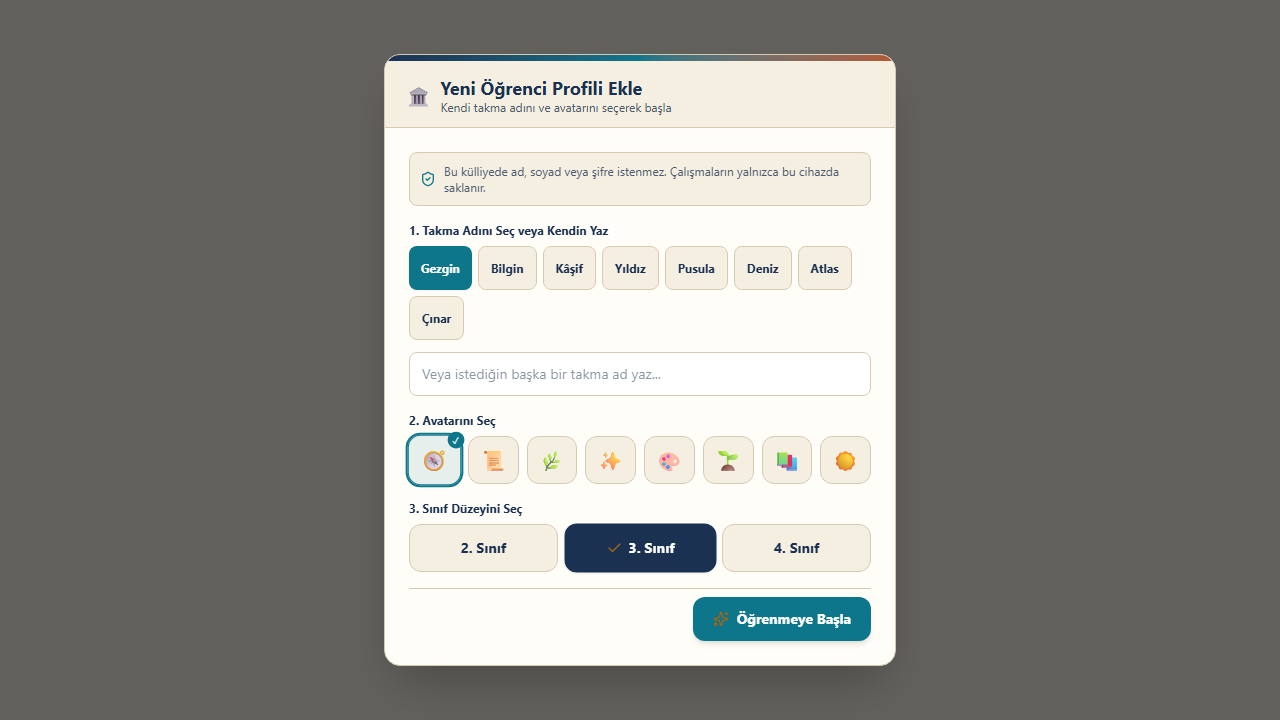 Yeni Öğrenci Profili Ekle
Kendi takma adını ve avatarını seçerek başla
Bu külliyede ad, soyad veya şifre istenmez. Çalışmaların yalnızca bu cihazda
saklanır.
1. Takma Adını Seç veya Kendin Yaz
Gezgin Bilgin Kâşif Yıldız Pusula Deniz Atlas
Çınar
Veya istediğin başka bir takma ad yaz...
2. Avatarını Seç
3. Sınıf Düzeyini Seç
2. Sınıf 3. Sınıf 4. Sınıf
Öğrenmeye Başla